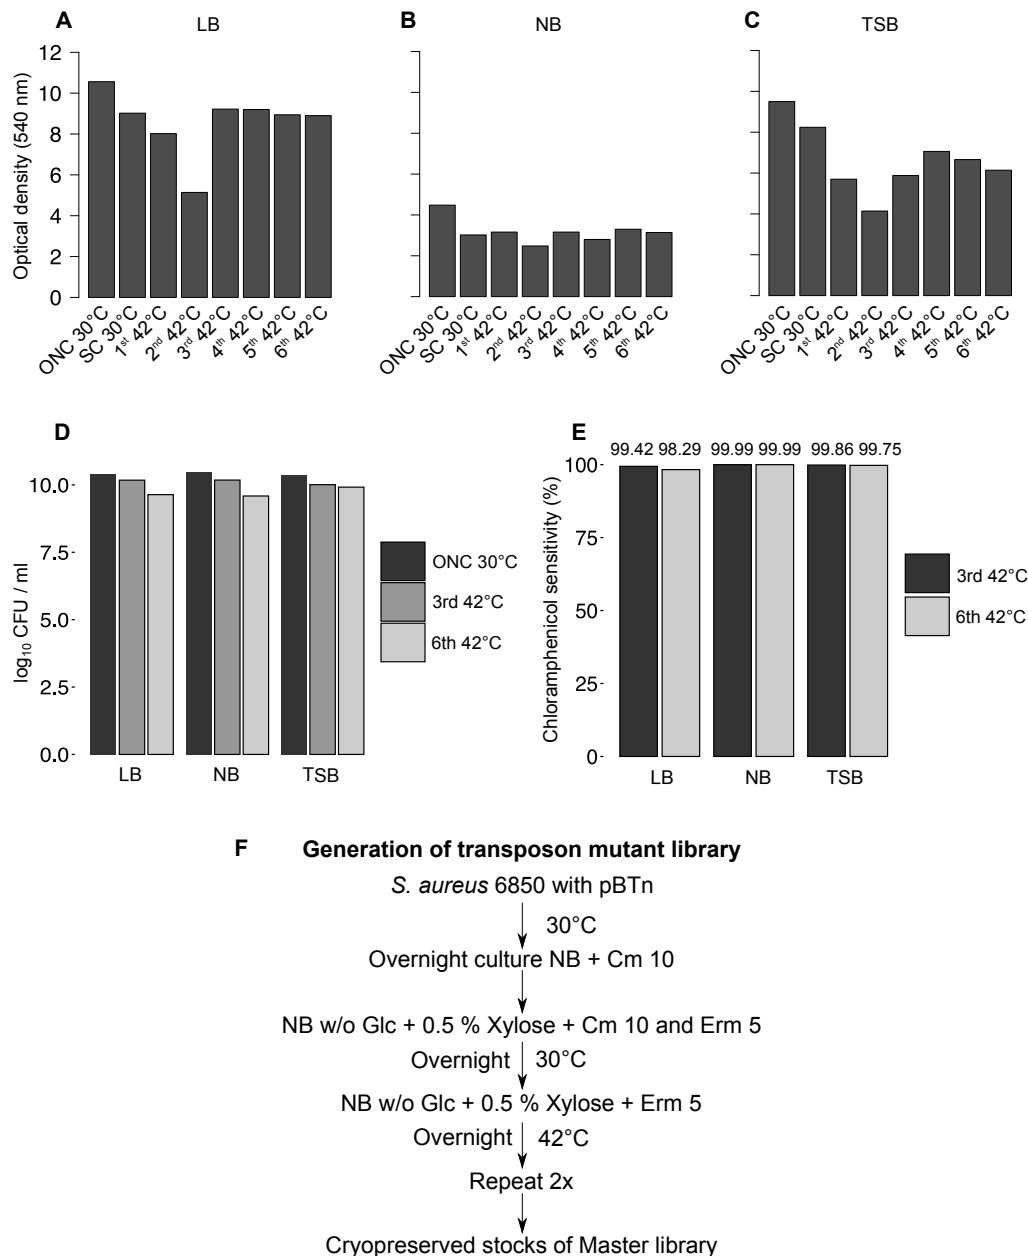 A LB
B NB
C TSB
Optical density (540 nm)
12
10
8
6
4
2
0
ONC 30°C
SC 30°C
1st 42°C
2nd 42°C
3rd 42°C
4th 42°C
5th 42°C
6th 42°C
ONC 30°C
SC 30°C
1st 42°C
2nd 42°C
3rd 42°C
4th 42°C
5th 42°C
6th 42°C
ONC 30°C
SC 30°C
1st 42°C
2nd 42°C
3rd 42°C
4th 42°C
5th 42°C
6th 42°C
D
log10 CFU / ml
10.0
7.5
5.0
2.5
0.0
LB NB TSB
ONC 30°C
3rd 42°C
6th 42°C
E
99.42 98.29 99.99 99.99 99.86 99.75
Chloramphenicol sensitivity (%)
100
75
50
25
0
LB NB TSB
3rd 42°C
6th 42°C
F Generation of transposon mutant library
S. aureus 6850 with pBTn
30°C
Overnight culture NB + Cm 10
NB w/o Glc + 0.5 % Xylose + Cm 10 and Erm 5
Overnight 30°C
NB w/o Glc + 0.5 % Xylose + Erm 5
Overnight 42°C
Repeat 2x
Cryopreserved stocks of Master library